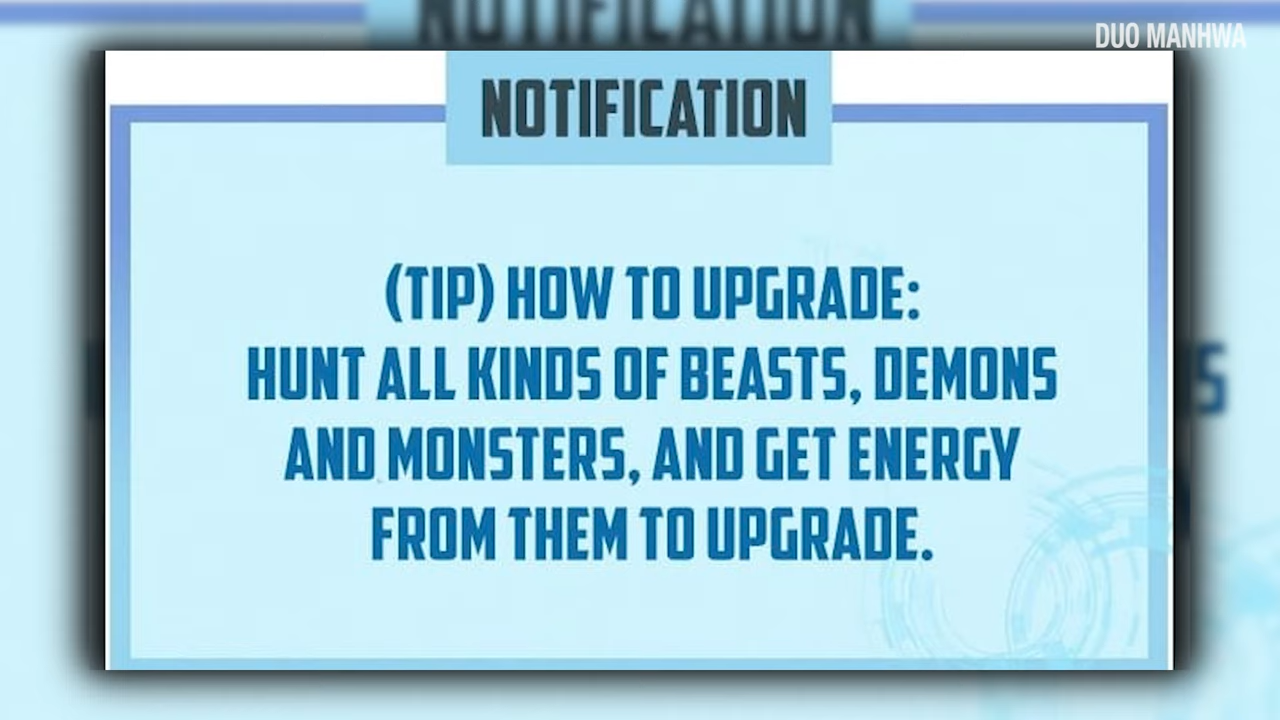 NOTIFICATION
DUO MANHWA
NOTIFICATION
(TIP) HOW TO UPGRADE:
HUNT ALL KINDS OF BEASTS, DEMONS
AND MONSTERS, AND GET ENERGY
FROM THEM TO UPGRADE.